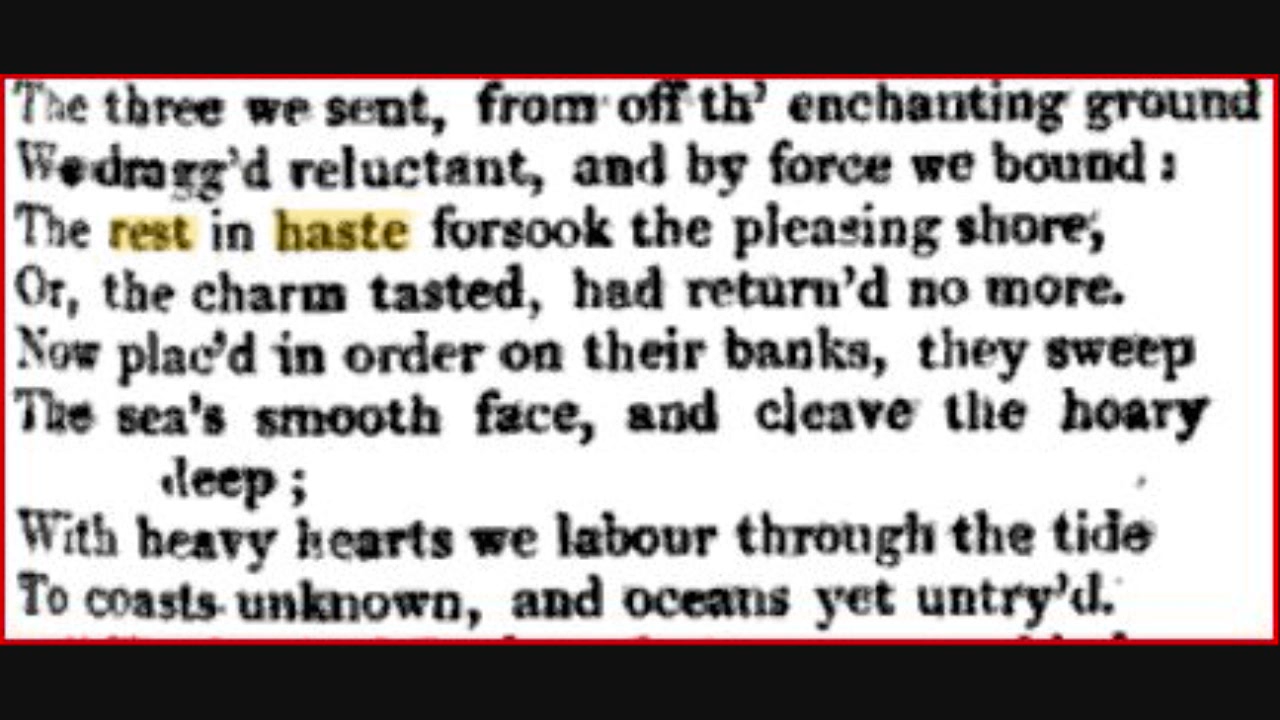 The three we sent, from off th' enchanting ground
We dragg'd reluctant, and by force we bound :
The rest in haste forsook the pleasing shore,
Or, the charm tasted, had return'd no more.
Now plac'd in order on their banks, they sweep
The sea's smooth face, and cleave the hoary
deep ;
With heavy hearts we labour through the tide
To coasts unknown, and oceans yet untry'd.